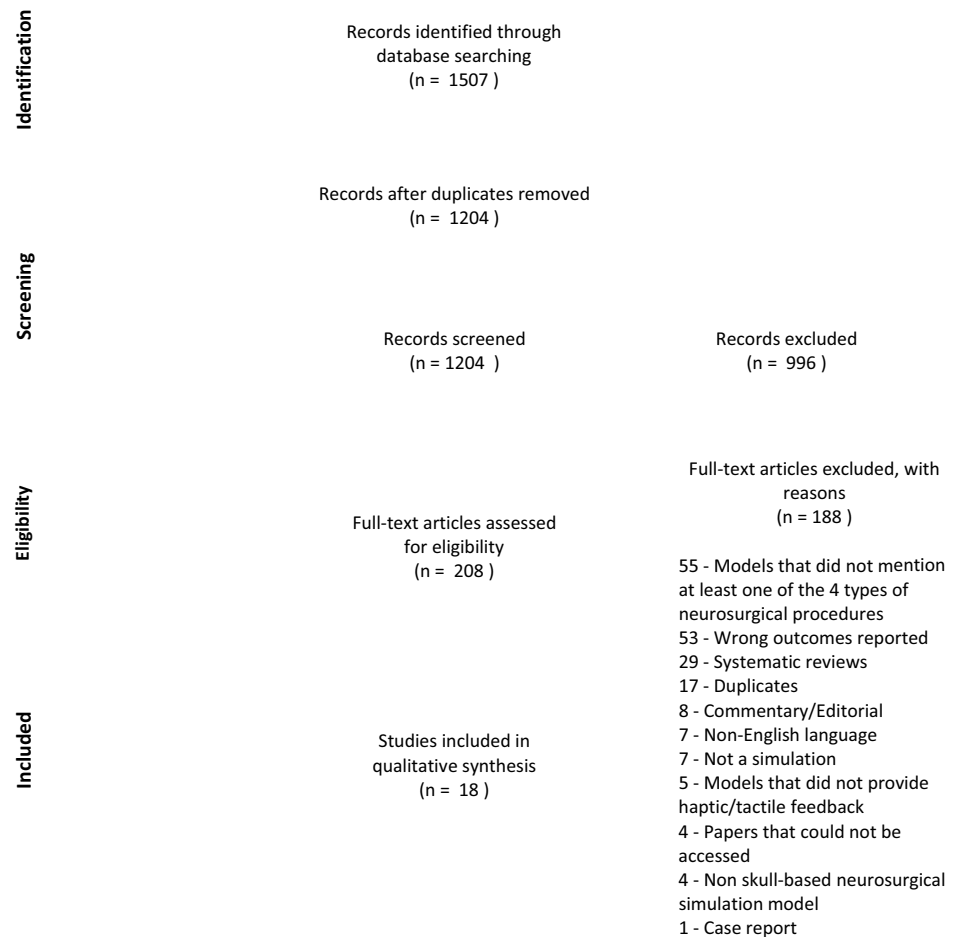 Identification
Records identified through
database searching
(n = 1507 )
Records after duplicates removed
(n = 1204 )
Screening
Records screened
(n = 1204 )
Records excluded
(n = 996 )
Eligibility
Full-text articles assessed
for eligibility
(n = 208 )
Full-text articles excluded, with
reasons
(n = 188 )
55 - Models that did not mention
at least one of the 4 types of
neurosurgical procedures
53 - Wrong outcomes reported
29 - Systematic reviews
17 - Duplicates
8 - Commentary/Editorial
7 - Non-English language
7 - Not a simulation
5 - Models that did not provide
haptic/tactile feedback
4 - Papers that could not be
accessed
4 - Non skull-based neurosurgical
simulation model
1 - Case report
Included
Studies included in
qualitative synthesis
(n = 18 )